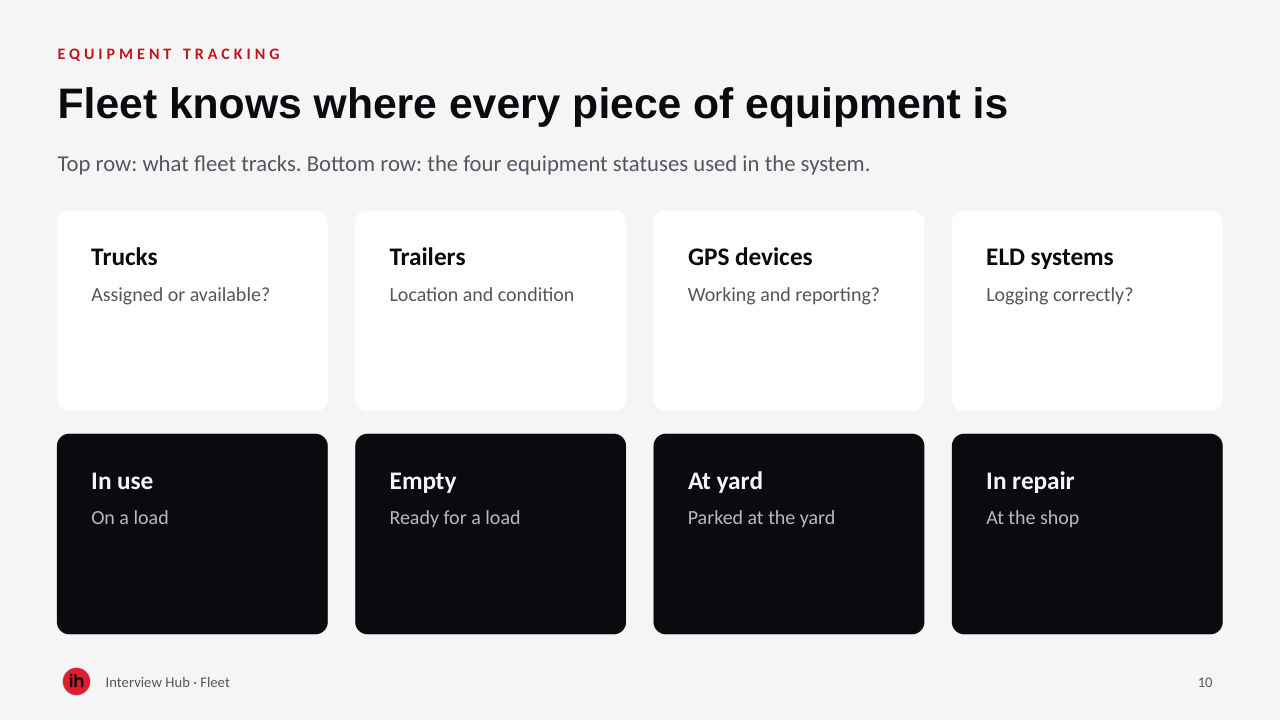 EQUIPMENT TRACKING
Fleet knows where every piece of equipment is
Top row: what fleet tracks. Bottom row: the four equipment statuses used in the system.
Trucks
Assigned or available?
Trailers
Location and condition
GPS devices
Working and reporting?
ELD systems
Logging correctly?
In use
On a load
Empty
Ready for a load
At yard
Parked at the yard
In repair
At the shop
ih
Interview Hub · Fleet
10